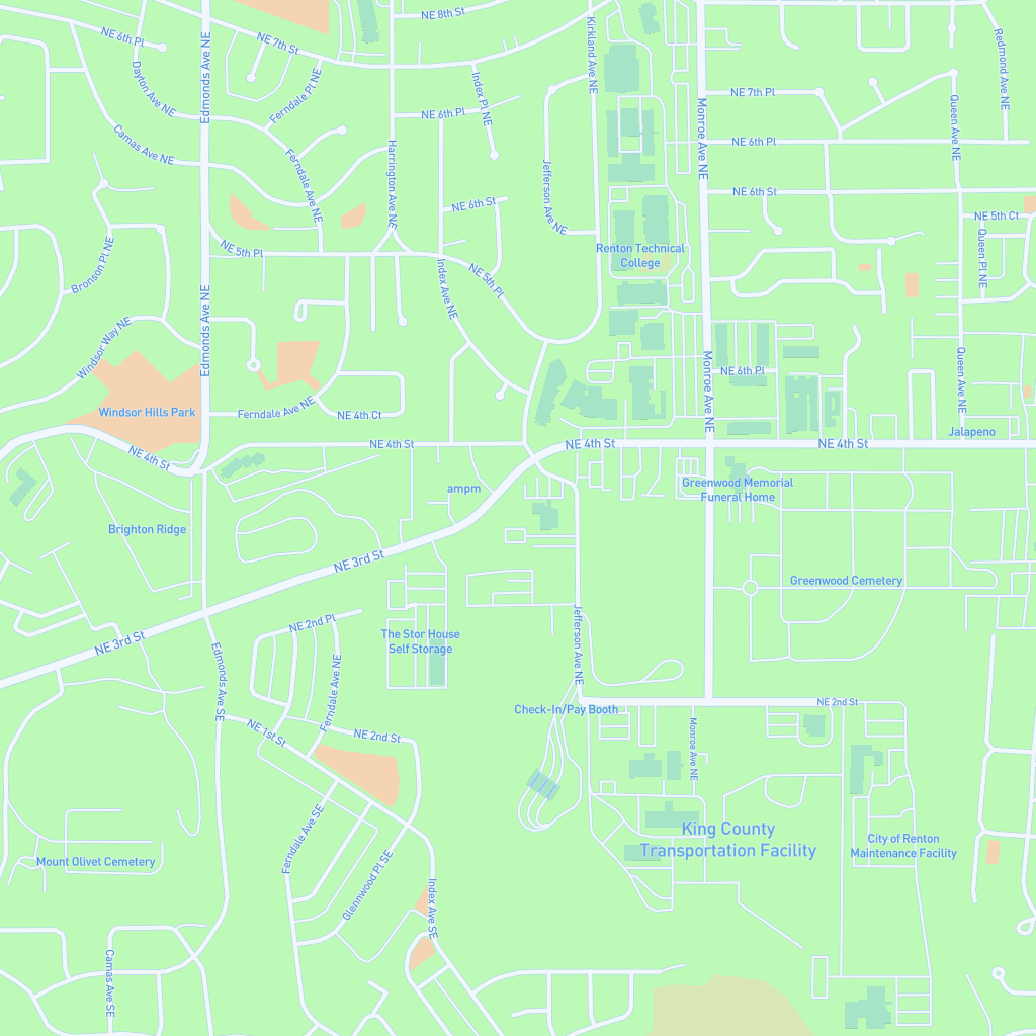 NE 8th St
NE 6th Pl
NE 7th St
Kirkland Ave NE
Redmond Ave NE
Edmonds Ave NE
Dayton Ave NE
Ferndale Pl NE
Index Pl NE
NE 6th Pl
NE 7th Pl
Monroe Ave NE
Queen Ave NE
Camas Ave NE
NE 6th Pl
Harrington Ave NE
Ferndale Ave NE
Jefferson Ave NE
NE 6th St
NE 6th St
NE 5th Ct
NE 5th Pl
Renton Technical
College
Bronson Pl NE
Queen Pl NE
NE 5th Pl
Index Ave NE
Edmonds Ave NE
Windsor Way NE
Monroe Ave NE
NE 6th Pl
Queen Ave NE
Windsor Hills Park
Ferndale Ave NE
NE 4th Ct
Jalapeno
NE 4th St
NE 4th St
NE 4th St
NE 4th St
ampm
Greenwood Memorial
Funeral Home
Brighton Ridge
NE 3rd St
Greenwood Cemetery
NE 2nd Pl
The Stor House
Self Storage
NE 3rd St
Jefferson Ave NE
Edmonds Ave SE
Ferndale Ave NE
NE 2nd St
Check-In/Pay Booth
NE 1st St
NE 2nd St
Monroe Ave NE
King County
Transportation Facility
City of Renton
Maintenance Facility
Ferndale Ave SE
Mount Olivet Cemetery
Glennwood Pl SE
Index Ave SE
Camas Ave SE